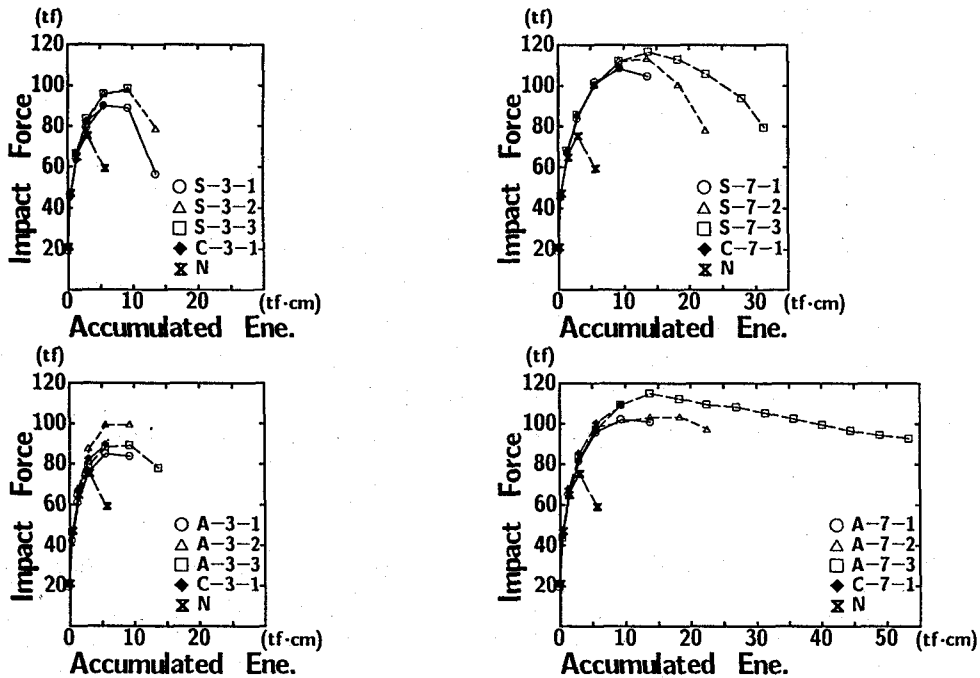 (tf)
120
100
80
60
40
20
0 10 20 (tf·cm)
Impact Force
Accumulated Ene.
S-3-1
S-3-2
S-3-3
C-3-1
N
(tf)
120
100
80
60
40
20
0 10 20 30 (tf·cm)
Impact Force
Accumulated Ene.
S-7-1
S-7-2
S-7-3
C-7-1
N
(tf)
120
100
80
60
40
20
0 10 20 (tf·cm)
Impact Force
Accumulated Ene.
A-3-1
A-3-2
A-3-3
C-3-1
N
(tf)
120
100
80
60
40
20
0 10 20 30 40 50 (tf·cm)
Impact Force
Accumulated Ene.
A-7-1
A-7-2
A-7-3
C-7-1
N